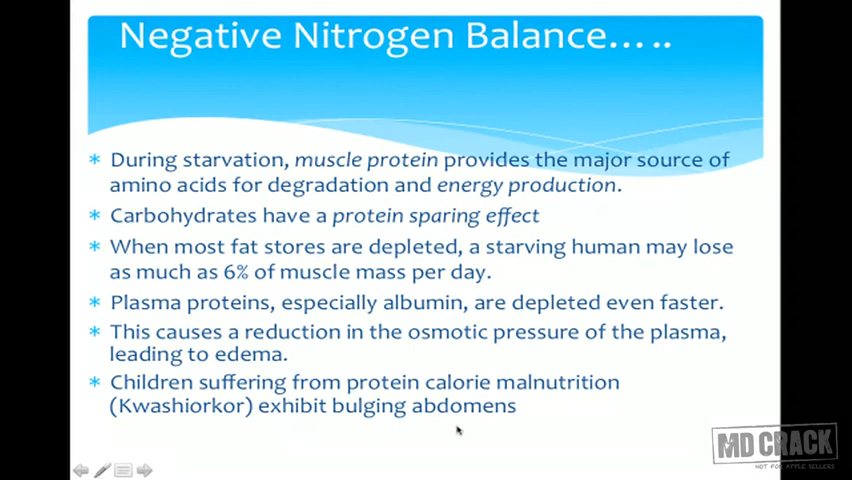 Negative Nitrogen Balance.....
* During starvation, muscle protein provides the major source of
amino acids for degradation and energy production.
* Carbohydrates have a protein sparing effect
* When most fat stores are depleted, a starving human may lose
as much as 6% of muscle mass per day.
* Plasma proteins, especially albumin, are depleted even faster.
* This causes a reduction in the osmotic pressure of the plasma,
leading to edema.
* Children suffering from protein calorie malnutrition
(Kwashiorkor) exhibit bulging abdomens
MD CRACK
NOT FOR APPLE SELLERS